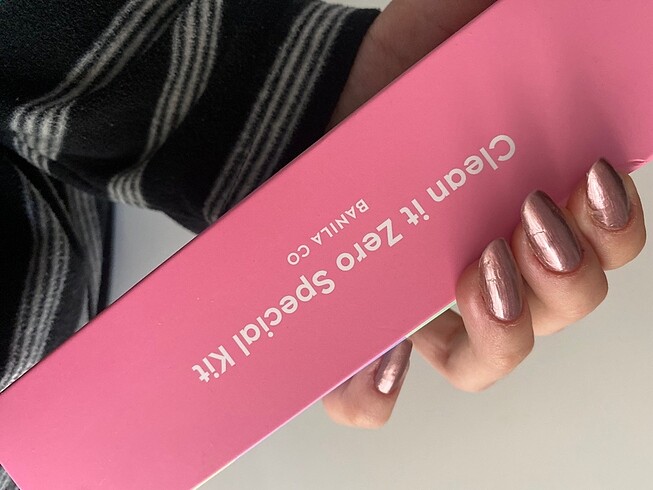 Clean it Zero Special Kit
BANILA CO